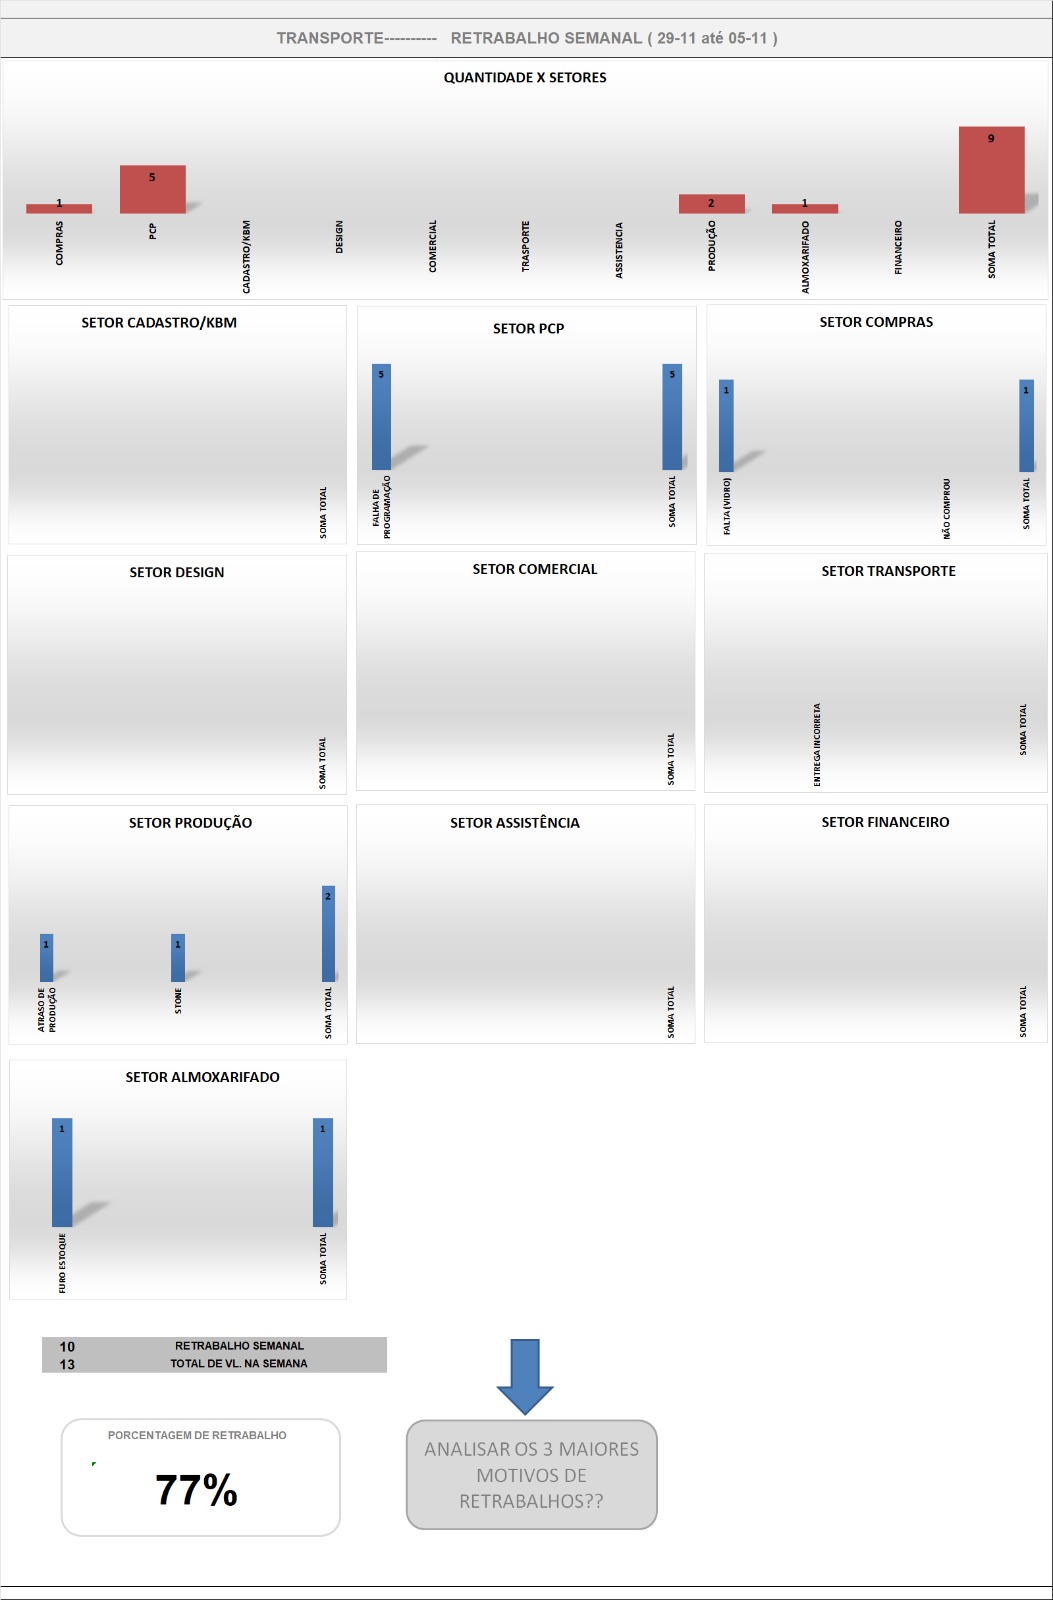 TRANSPORTE---------- RETRABALHO SEMANAL ( 29-11 até 05-11 )
QUANTIDADE X SETORES
1
5
2
1
9
COMPRAS
PCP
CADASTRO/KBM
DESIGN
COMERCIAL
TRASPORTE
ASSISTENCIA
PRODUÇÃO
ALMOXARIFADO
FINANCEIRO
SOMA TOTAL
SETOR CADASTRO/KBM
SOMA TOTAL
SETOR PCP
5
5
FALHA DE
PROGRAMAÇÃO
SOMA TOTAL
SETOR COMPRAS
1
1
FALTA (VIDRO)
NÃO COMPROU
SOMA TOTAL
SETOR DESIGN
SOMA TOTAL
SETOR COMERCIAL
SOMA TOTAL
SETOR TRANSPORTE
ENTREGA INCORRETA
SOMA TOTAL
SETOR PRODUÇÃO
1
1
2
ATRASO DE
PRODUÇÃO
STONE
SOMA TOTAL
SETOR ASSISTÊNCIA
SOMA TOTAL
SETOR FINANCEIRO
SOMA TOTAL
SETOR ALMOXARIFADO
1
1
FURO ESTOQUE
SOMA TOTAL
10 RETRABALHO SEMANAL
13 TOTAL DE VL. NA SEMANA
PORCENTAGEM DE RETRABALHO
77%
ANALISAR OS 3 MAIORES
MOTIVOS DE
RETRABALHOS??